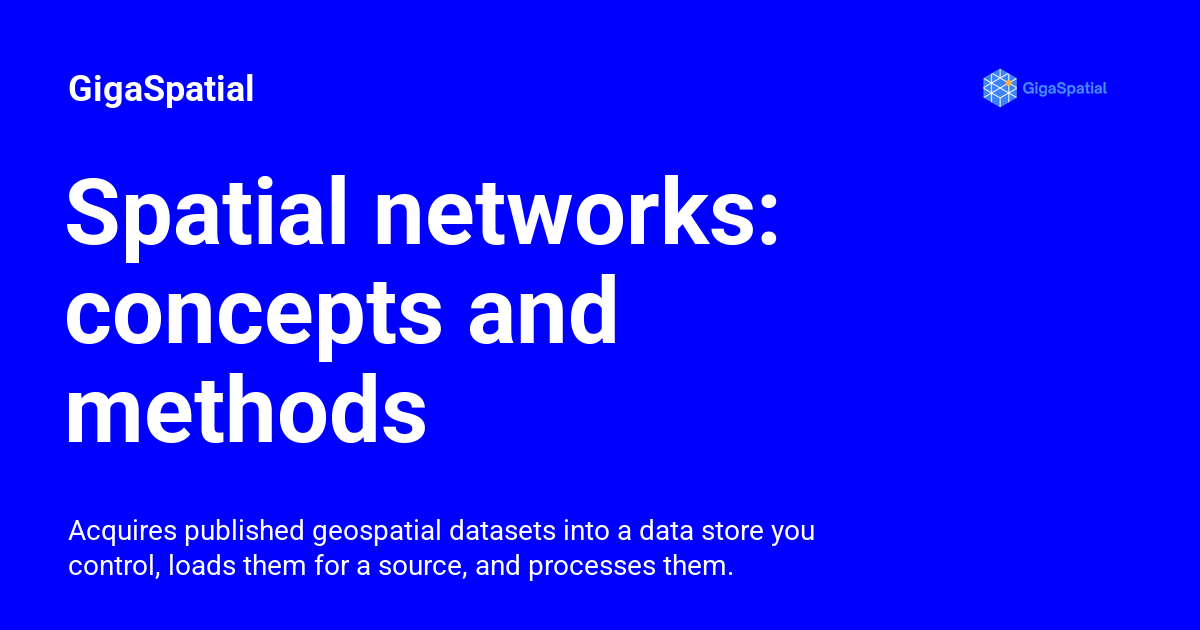 GigaSpatial
GigaSpatial
Spatial networks:
concepts and
methods
Acquires published geospatial datasets into a data store you
control, loads them for a source, and processes them.